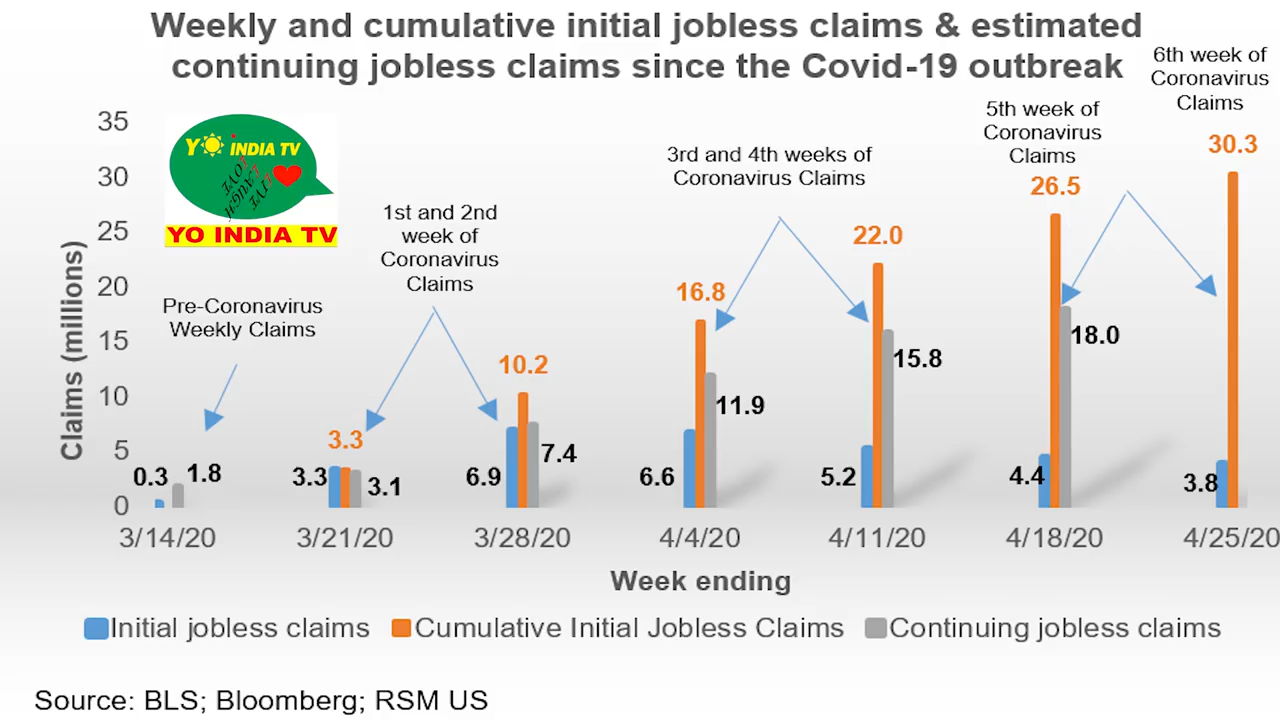 Weekly and cumulative initial jobless claims & estimated
continuing jobless claims since the Covid-19 outbreak
6th week of
Coronavirus
Claims
5th week of
Coronavirus
Claims
3rd and 4th weeks of
Coronavirus Claims
1st and 2nd
week of
Coronavirus
Claims
Pre-Coronavirus
Weekly Claims
YO INDIA TV
LOVE
LAUGH
LIVE
YO INDIA TV
Claims (millions)
35
30
25
20
15
10
5
0
0.3
1.8
3.3
3.3
3.1
6.9
10.2
7.4
6.6
16.8
11.9
5.2
22.0
15.8
4.4
26.5
18.0
3.8
30.3
3/14/20
3/21/20
3/28/20
4/4/20
4/11/20
4/18/20
4/25/20
Week ending
Initial jobless claims
Cumulative Initial Jobless Claims
Continuing jobless claims
Source: BLS; Bloomberg; RSM US